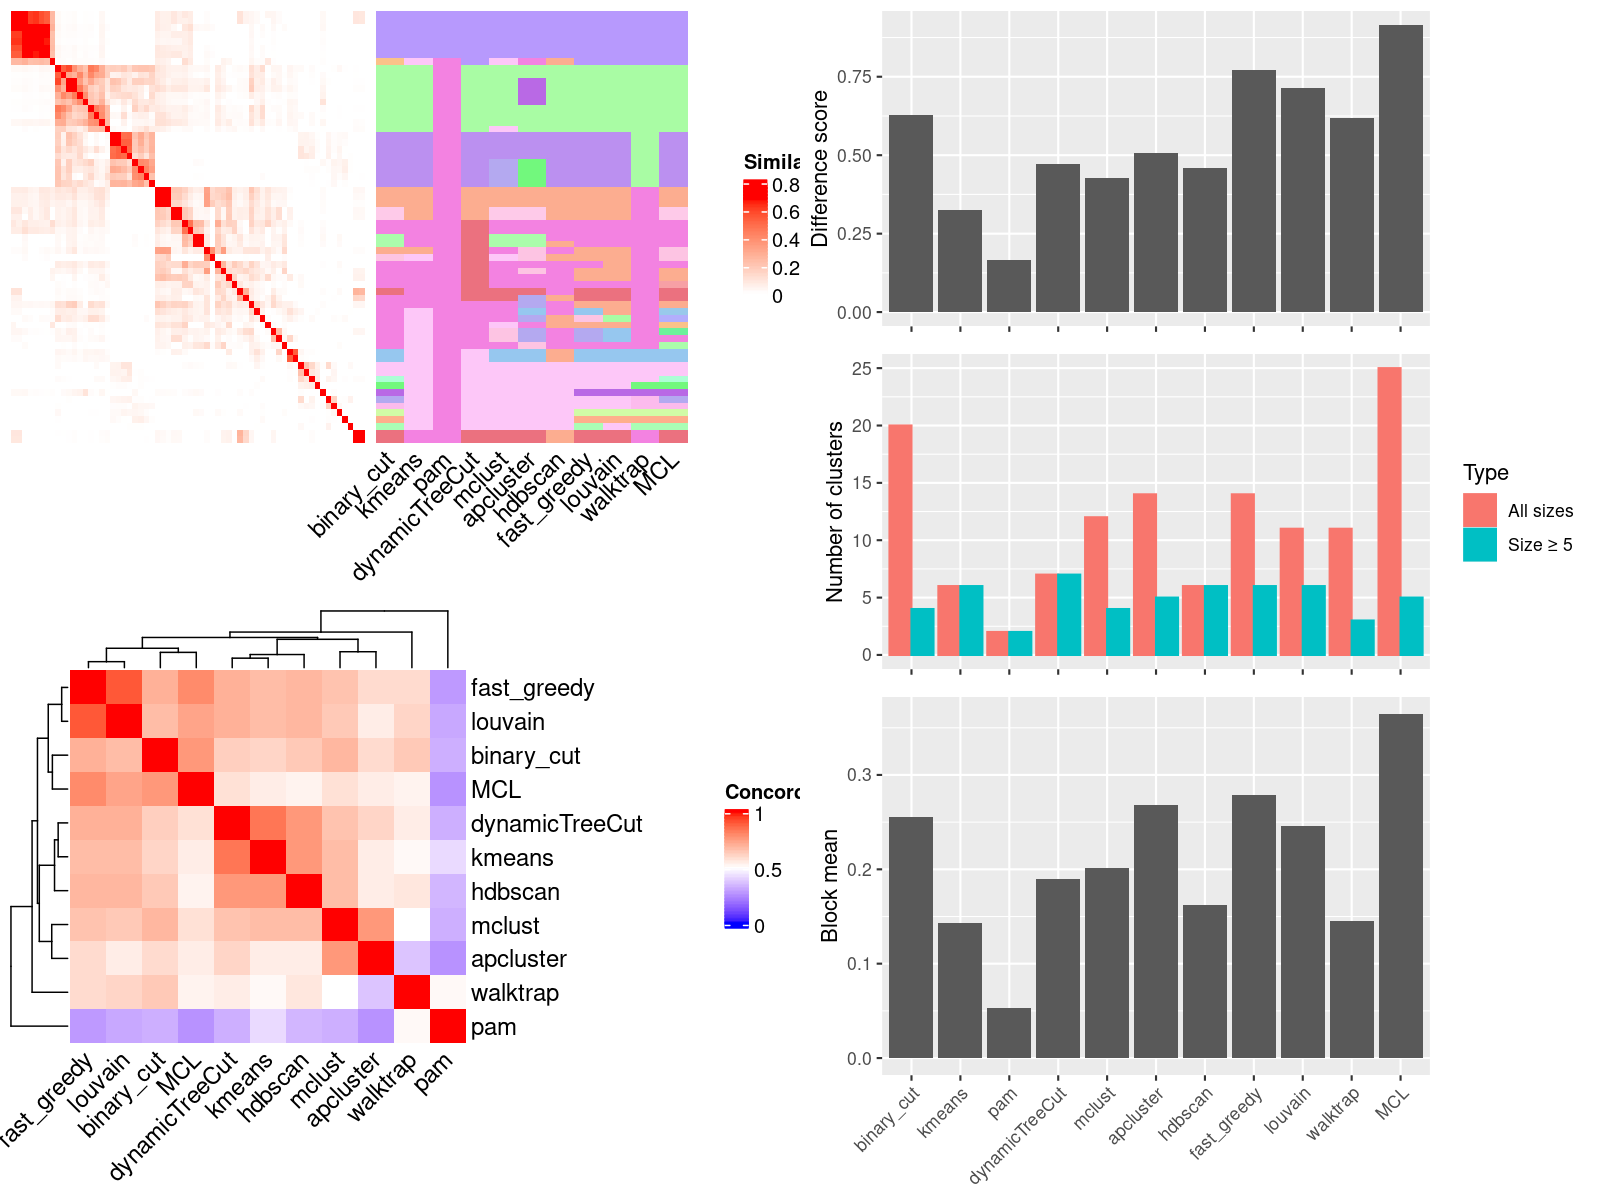 Simila
0.8
0.6
0.4
0.2
0
binary_cut
kmeans
pam
dynamicTreeCut
mclust
apcluster
hdbscan
fast_greedy
louvain
walktrap
MCL
fast_greedy
louvain
binary_cut
MCL
dynamicTreeCut
kmeans
hdbscan
mclust
apcluster
walktrap
pam
Concord
1
0.5
0
fast_greedy
louvain
binary_cut
MCL
dynamicTreeCut
kmeans
hdbscan
mclust
apcluster
walktrap
pam
Difference score
0.75
0.50
0.25
0.00
Number of clusters
25
20
15
10
5
0
Type
All sizes
Size ≥ 5
Block mean
0.3
0.2
0.1
0.0
binary_cut
kmeans
pam
dynamicTreeCut
mclust
apcluster
hdbscan
fast_greedy
louvain
walktrap
MCL